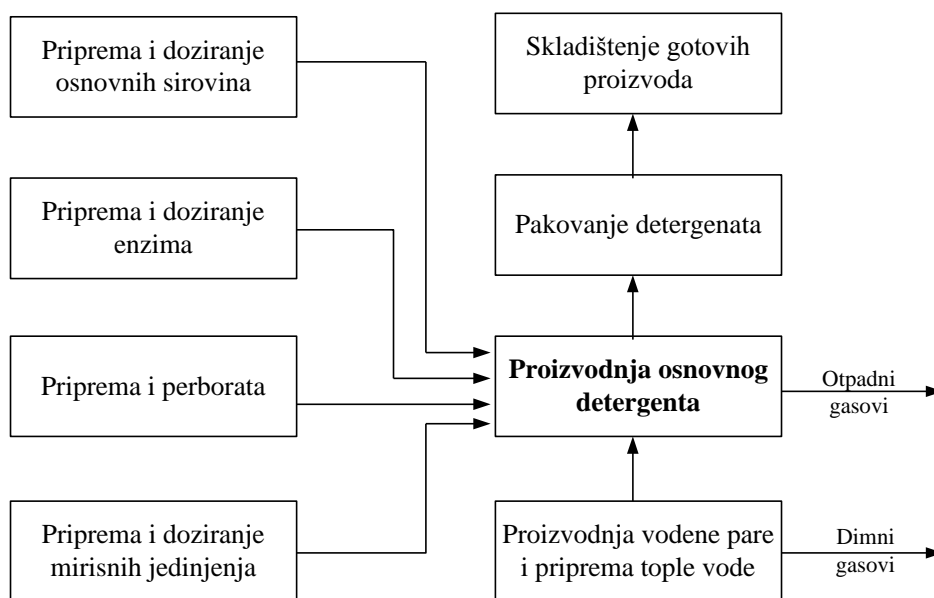 Priprema i doziranje
osnovnih sirovina
Skladištenje gotovih
proizvoda
Priprema i doziranje
enzima
Pakovanje detergenata
Priprema i perborata
Proizvodnja osnovnog
detergenta
Otpadni
gasovi
Priprema i doziranje
mirisnih jedinjenja
Proizvodnja vodene pare
i priprema tople vode
Dimni
gasovi